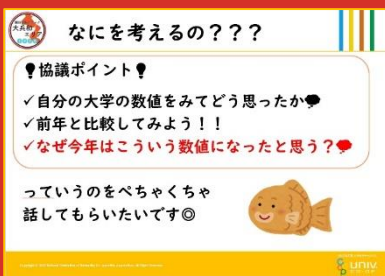 なにを考えるの？？？
協議ポイント
✓自分の大学の数値をみてどう思ったか
✓前年と比較してみよう！！
✓なぜ今年はこういう数値になったと思う？
っていうのをぺちゃくちゃ
話してもらいたいです◎
univ